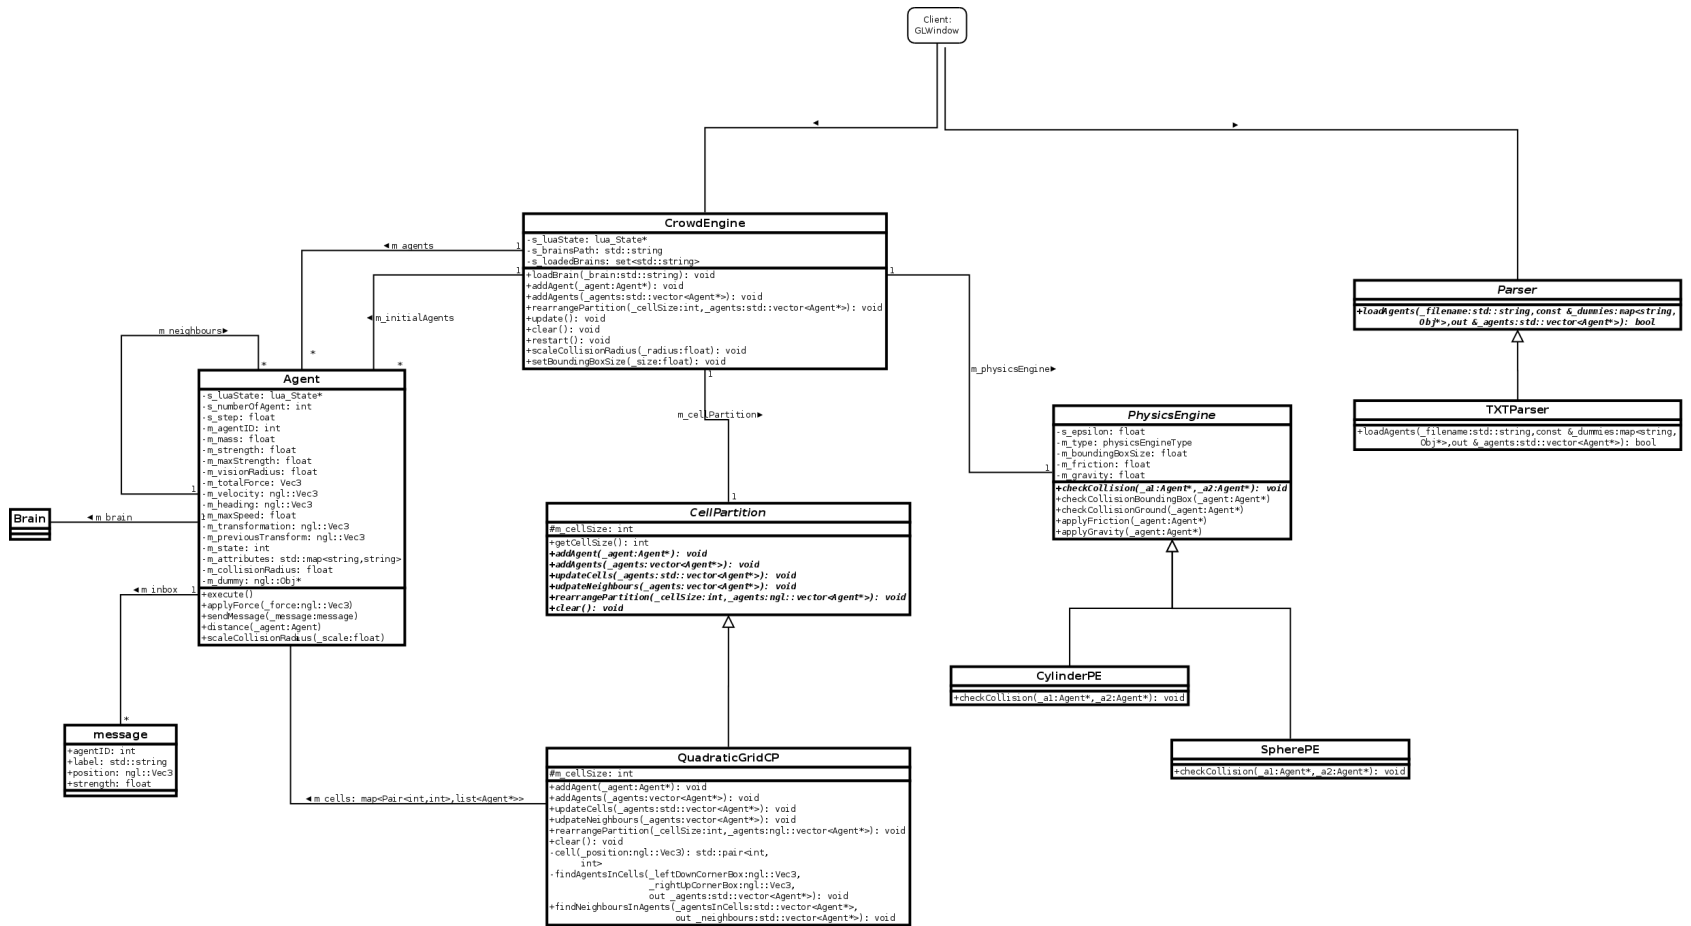 Client:
GLWindow
◄
►
CrowdEngine
-s_luaState: lua_State*
-s_brainsPath: std::string
-s_loadedBrains: set<std::string>
+loadBrain(_brain:std::string): void
+addAgent(_agent:Agent*): void
+addAgents(_agents:std::vector<Agent*>): void
+rearrangePartition(_cellSize:int,_agents:std::vector<Agent*>): void
+update(): void
+clear(): void
+restart(): void
+scaleCollisionRadius(_radius:float): void
+setBoundingBoxSize(_size:float): void
◄ m_agents
1
*
1
◄ m_initialAgents
*
1
m_physicsEngine►
1
1
m_cellPartition►
1
Parser
+loadAgents(_filename:std::string,const &_dummies:map<string,
Obj*>,out &_agents:std::vector<Agent*>): bool
TXTParser
+loadAgents(_filename:std::string,const &_dummies:map<string,
Obj*>,out &_agents:std::vector<Agent*>): bool
m_neighbours►
*
1
Agent
-s_luaState: lua_State*
-s_numberOfAgent: int
-s_step: float
-m_agentID: int
-m_mass: float
-m_strength: float
-m_maxStrength: float
-m_visionRadius: float
-m_totalForce: Vec3
-m_velocity: ngl::Vec3
-m_heading: ngl::Vec3
-m_maxSpeed: float
-m_transformation: ngl::Vec3
-m_previousTransform: ngl::Vec3
-m_state: int
-m_attributes: std::map<string,string>
-m_collisionRadius: float
-m_dummy: ngl::Obj*
+execute()
+applyForce(_force:ngl::Vec3)
+sendMessage(_message:message)
+distance(_agent:Agent)
+scaleCollisionRadius(_scale:float)
Brain
◄ m_brain
1
◄ m_inbox
1
*
message
+agentID: int
+label: std::string
+position: ngl::Vec3
+strength: float
PhysicsEngine
-s_epsilon: float
-m_type: physicsEngineType
-m_boundingBoxSize: float
-m_friction: float
-m_gravity: float
+checkCollision(_a1:Agent*,_a2:Agent*): void
+checkCollisionBoundingBox(_agent:Agent*)
+checkCollisionGround(_agent:Agent*)
+applyFriction(_agent:Agent*)
+applyGravity(_agent:Agent*)
CellPartition
#m_cellSize: int
+getCellSize(): int
+addAgent(_agent:Agent*): void
+addAgents(_agents:vector<Agent*>): void
+updateCells(_agents:std::vector<Agent*>): void
+udpateNeighbours(_agents:vector<Agent*>): void
+rearrangePartition(_cellSize:int,_agents:ngl::vector<Agent*>): void
+clear(): void
CylinderPE
+checkCollision(_a1:Agent*,_a2:Agent*): void
SpherePE
+checkCollision(_a1:Agent*,_a2:Agent*): void
◄ m_cells: map<Pair<int,int>,list<Agent*>>
QuadraticGridCP
#m_cellSize: int
+addAgent(_agent:Agent*): void
+addAgents(_agents:vector<Agent*>): void
+updateCells(_agents:std::vector<Agent*>): void
+udpateNeighbours(_agents:vector<Agent*>): void
+rearrangePartition(_cellSize:int,_agents:ngl::vector<Agent*>): void
+clear(): void
-cell(_position:ngl::Vec3): std::pair<int,
int>
-findAgentsInCells(_leftDownCornerBox:ngl::Vec3,
_rightUpCornerBox:ngl::Vec3,
out _agents:std::vector<Agent*>): void
+findNeighboursInAgents(_agentsInCells:std::vector<Agent*>,
out _neighbours:std::vector<Agent*>): void